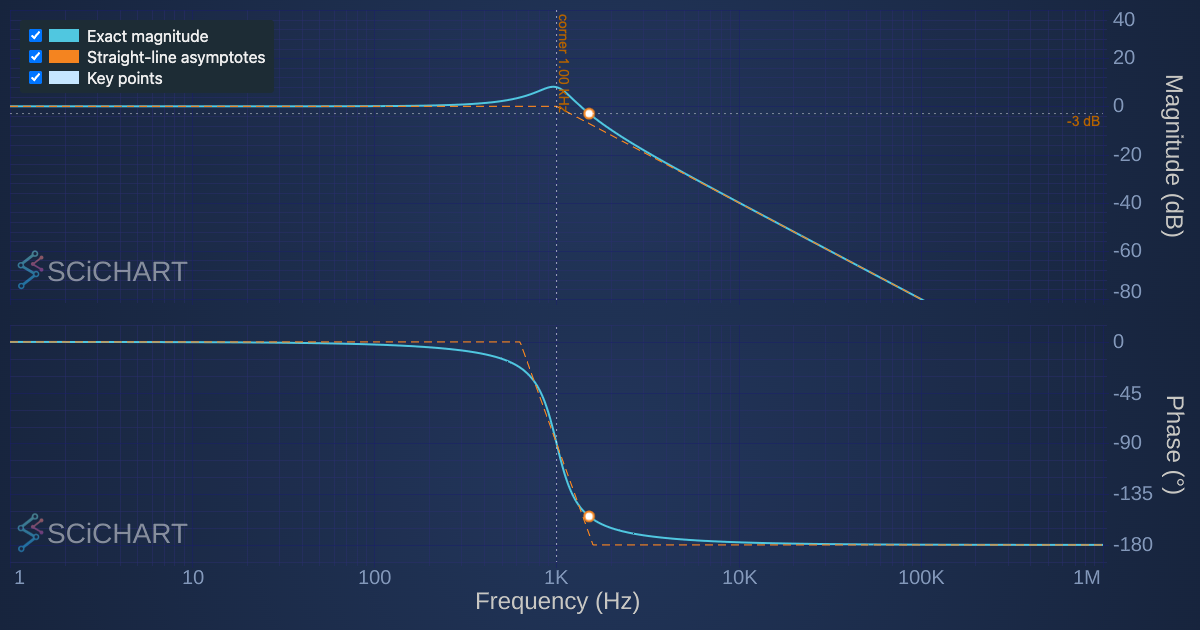 Exact magnitude
Straight-line asymptotes
Key points
corner 1.00 kHz
40
20
0
-20
-40
-60
-80
Magnitude (dB)
-3 dB
SCiCHART
0
-45
-90
-135
-180
Phase (°)
SCiCHART
1
10
100
1K
10K
100K
1M
Frequency (Hz)